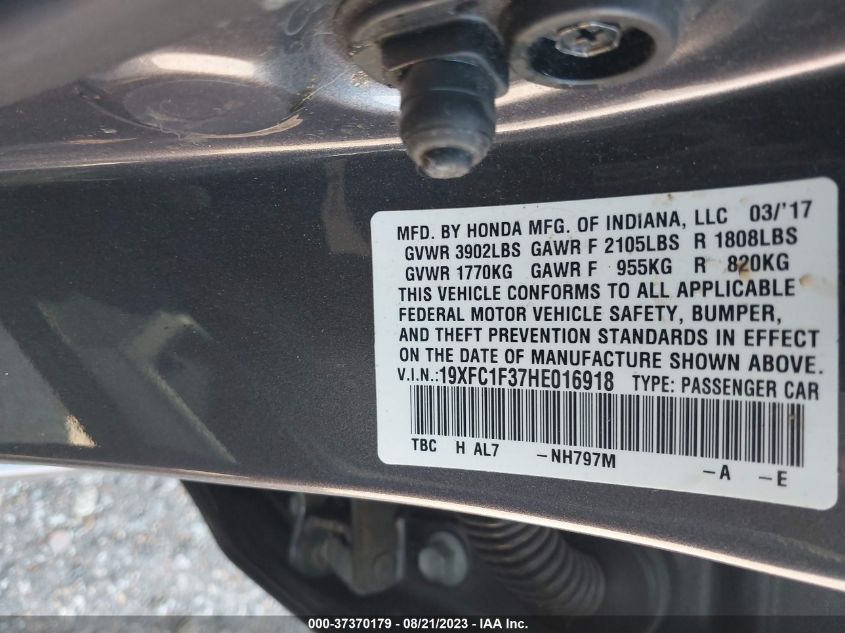 MFD. BY HONDA MFG. OF INDIANA, LLC 03/'17
GVWR 3902LBS GAWR F 2105LBS R 1808LBS
GVWR 1770KG GAWR F 955KG R 820KG
THIS VEHICLE CONFORMS TO ALL APPLICABLE
FEDERAL MOTOR VEHICLE SAFETY, BUMPER,
AND THEFT PREVENTION STANDARDS IN EFFECT
ON THE DATE OF MANUFACTURE SHOWN ABOVE.
V.I.N.:19XFC1F37HE016918 TYPE: PASSENGER CAR
TBC H AL7 -NH797M -A -E
000-37370179 - 08/21/2023 - IAA Inc.